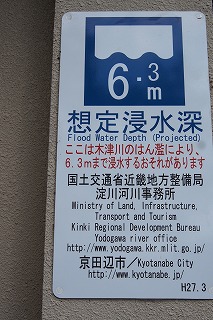 6.3m
想定浸水深
Flood Water Depth (Projected)
ここは木津川のはん濫により、
6.3mまで浸水するおそれがあります
国土交通省近畿地方整備局
淀川河川事務所
Ministry of Land, Infrastructure,
Transport and Tourism
Kinki Regional Development Bureau
Yodogawa river office
http://www.yodogawa.kkr.mlit.go.jp/
京田辺市/Kyotanabe City
http://www.kyotanabe.jp/
H27.3